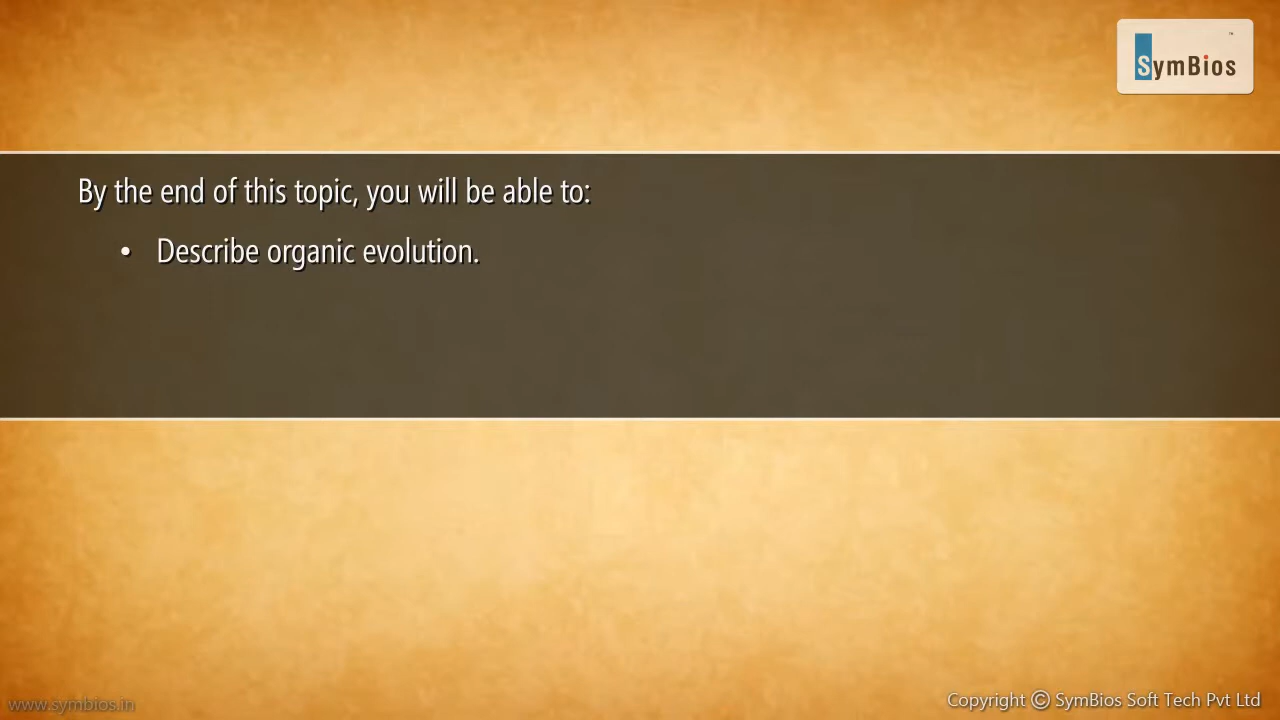 SymBios ™
By the end of this topic, you will be able to:
• Describe organic evolution.
www.symbios.in
Copyright © SymBios Soft Tech Pvt Ltd